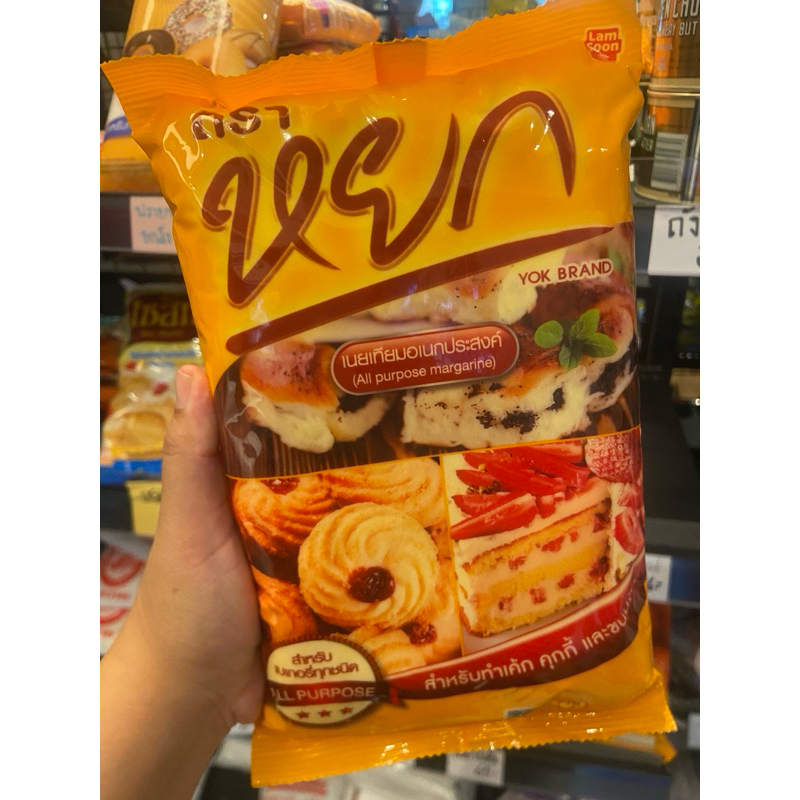 Lam
Soon
ตรา
หยก
YOK BRAND
เนยเทียมอเนกประสงค์
(All purpose margarine)
สำหรับ
เบเกอรี่ทุกชนิด
ALL PURPOSE
สำหรับทำเค้ก คุกกี้ และขนม